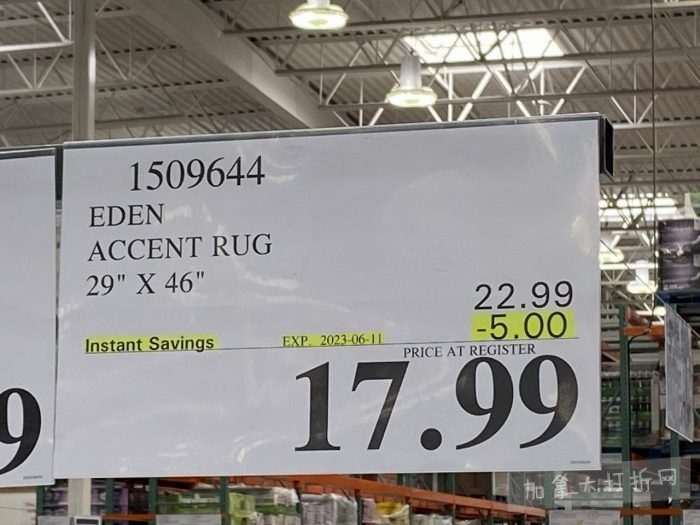 1509644
EDEN
ACCENT RUG
29" X 46"
22.99
-5.00
Instant Savings EXP. 2023-06-11
PRICE AT REGISTER
17.99
9
加拿大打折网